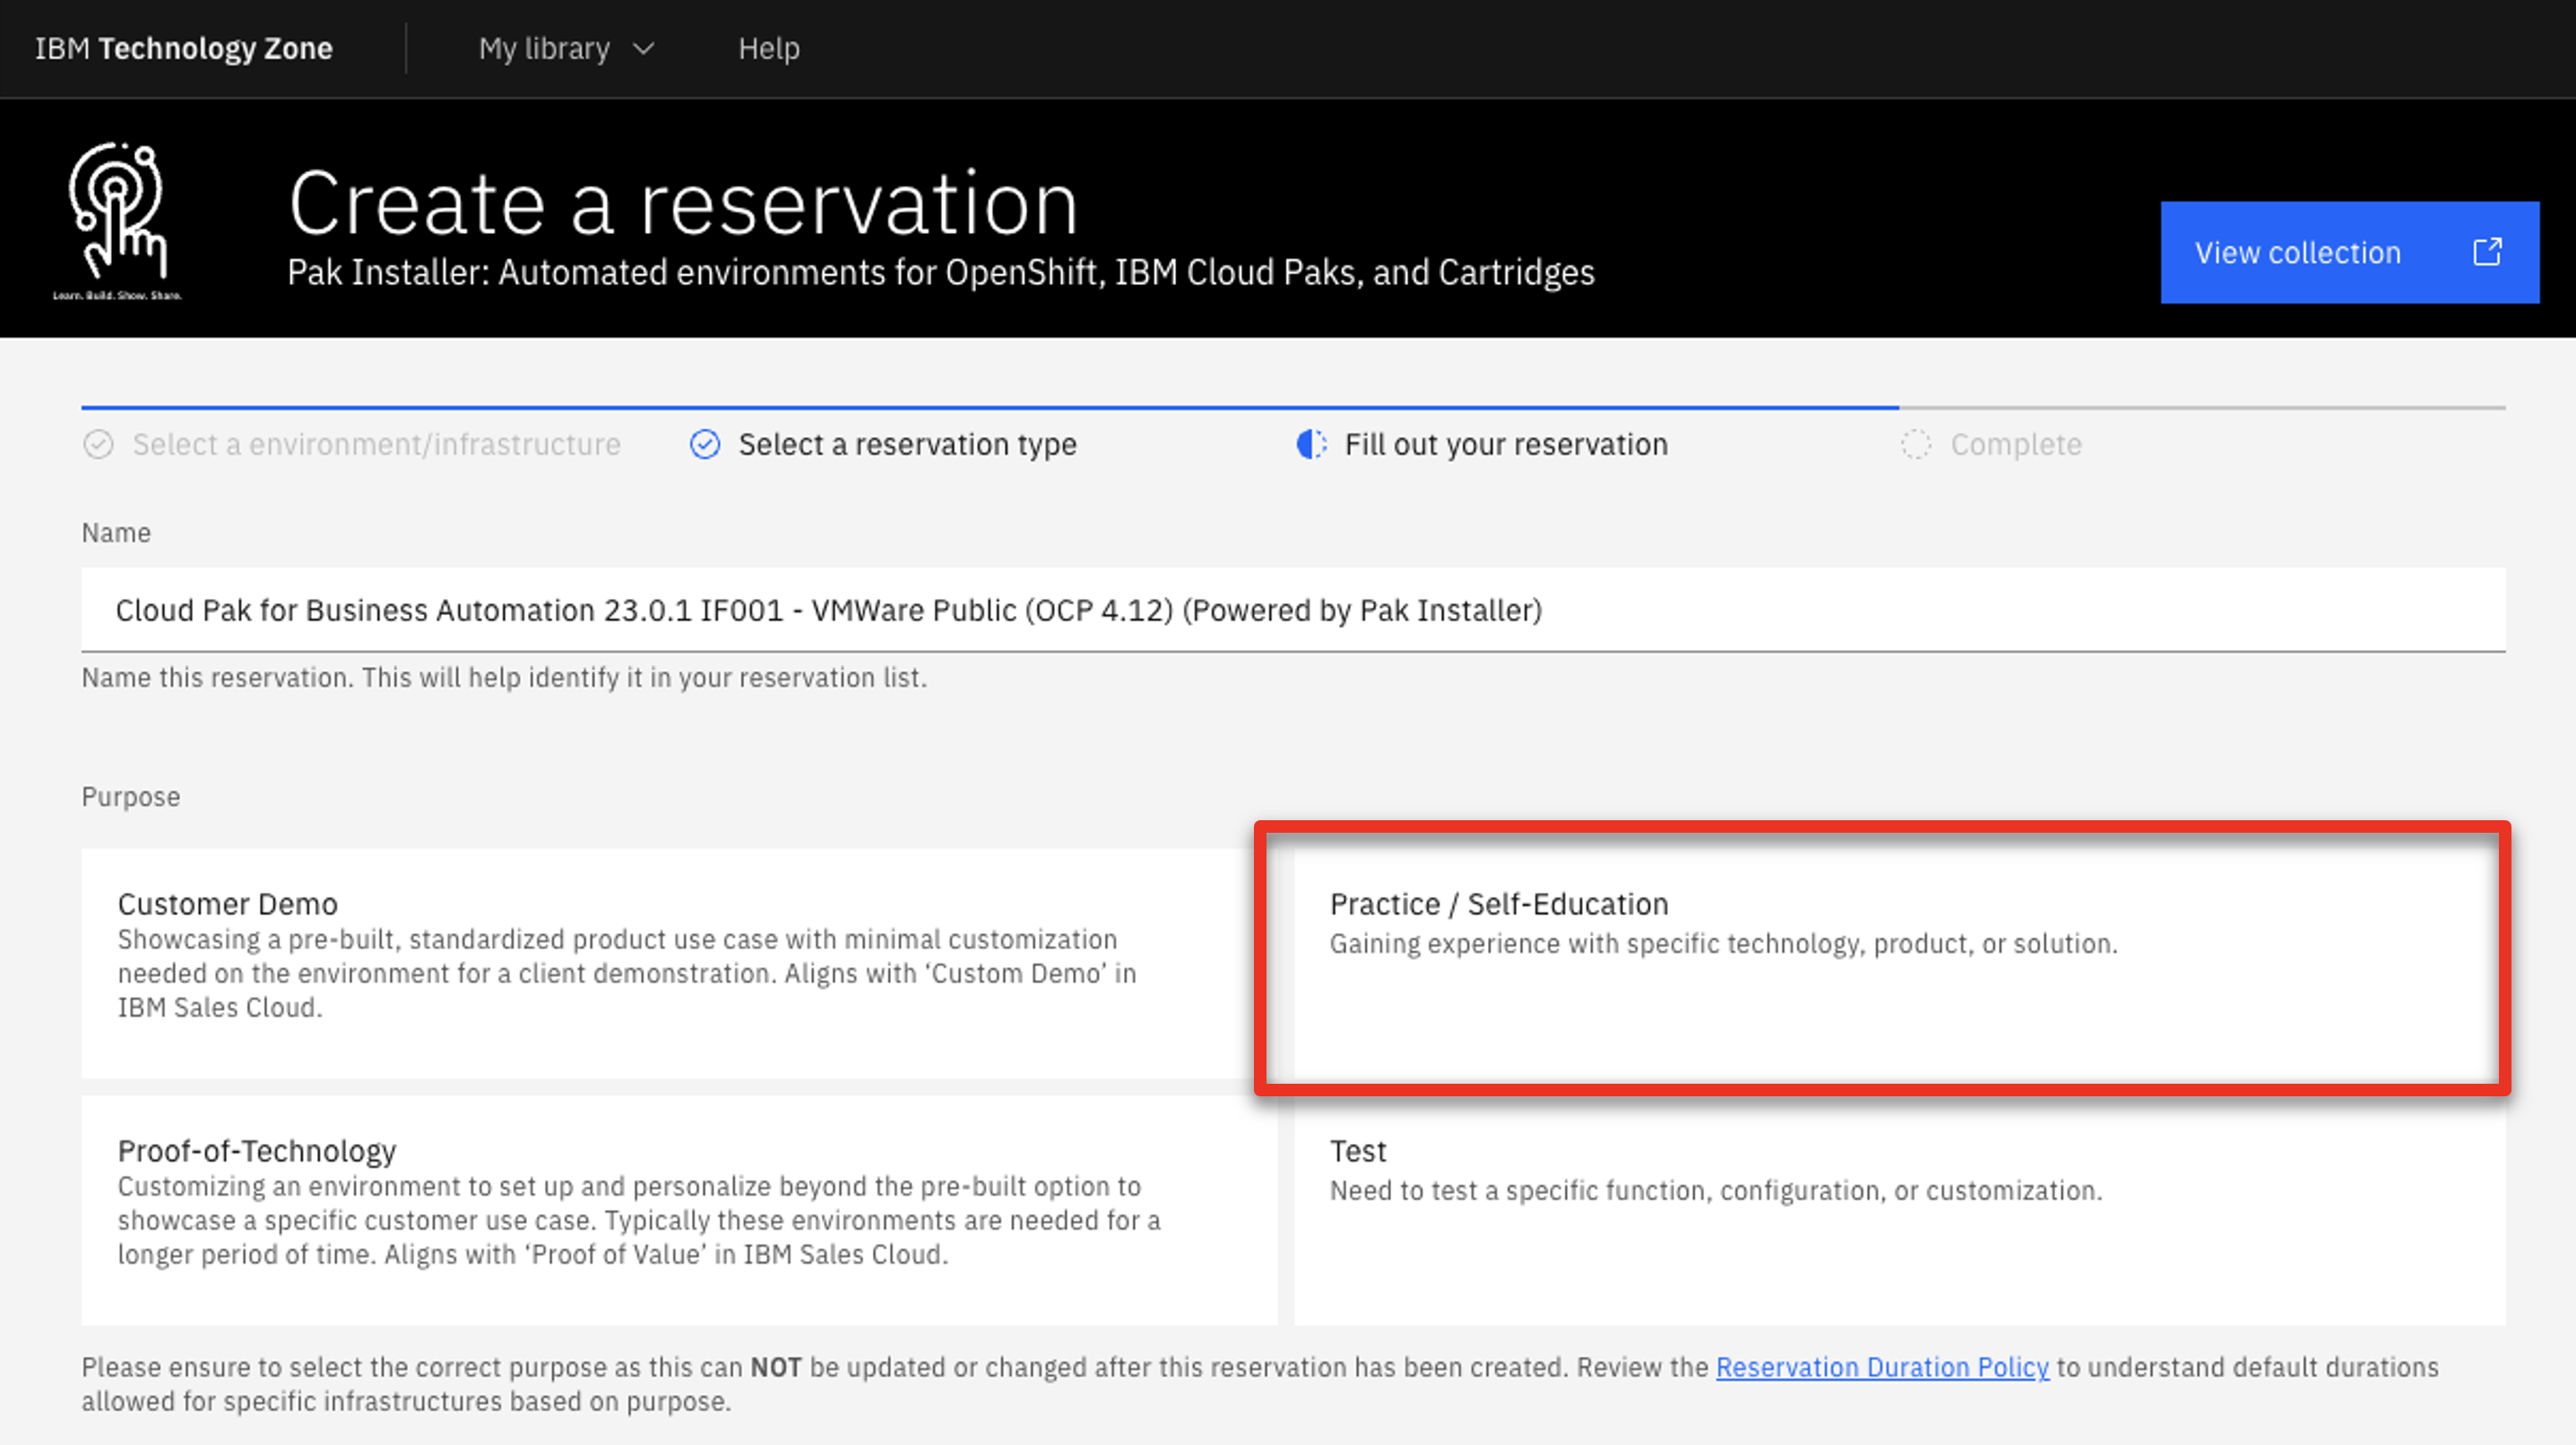 IBM Technology Zone
My library
Help
Create a reservation
Pak Installer: Automated environments for OpenShift, IBM Cloud Paks, and Cartridges
Learn. Build. Show. Share.
View collection
Select a environment/infrastructure
Select a reservation type
Fill out your reservation
Complete
Name
Cloud Pak for Business Automation 23.0.1 IF001 - VMWare Public (OCP 4.12) (Powered by Pak Installer)
Name this reservation. This will help identify it in your reservation list.
Purpose
Customer Demo
Showcasing a pre-built, standardized product use case with minimal customization
needed on the environment for a client demonstration. Aligns with ‘Custom Demo’ in
IBM Sales Cloud.
Practice / Self-Education
Gaining experience with specific technology, product, or solution.
Proof-of-Technology
Customizing an environment to set up and personalize beyond the pre-built option to
showcase a specific customer use case. Typically these environments are needed for a
longer period of time. Aligns with ‘Proof of Value’ in IBM Sales Cloud.
Test
Need to test a specific function, configuration, or customization.
Please ensure to select the correct purpose as this can NOT be updated or changed after this reservation has been created. Review the Reservation Duration Policy to understand default durations
allowed for specific infrastructures based on purpose.